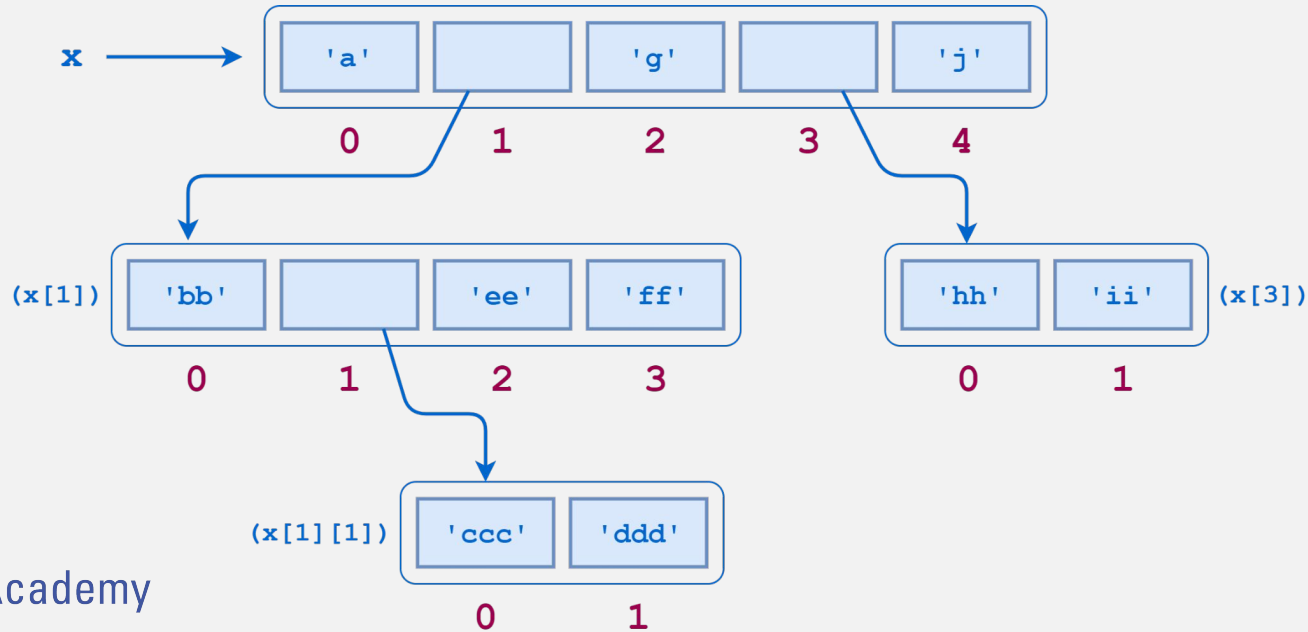 x 'a' 'g' 'j'
0 1 2 3 4
(x[1]) 'bb' 'ee' 'ff' 'hh' 'ii' (x[3])
0 1 2 3 0 1
(x[1][1]) 'ccc' 'ddd'
Academy
0 1